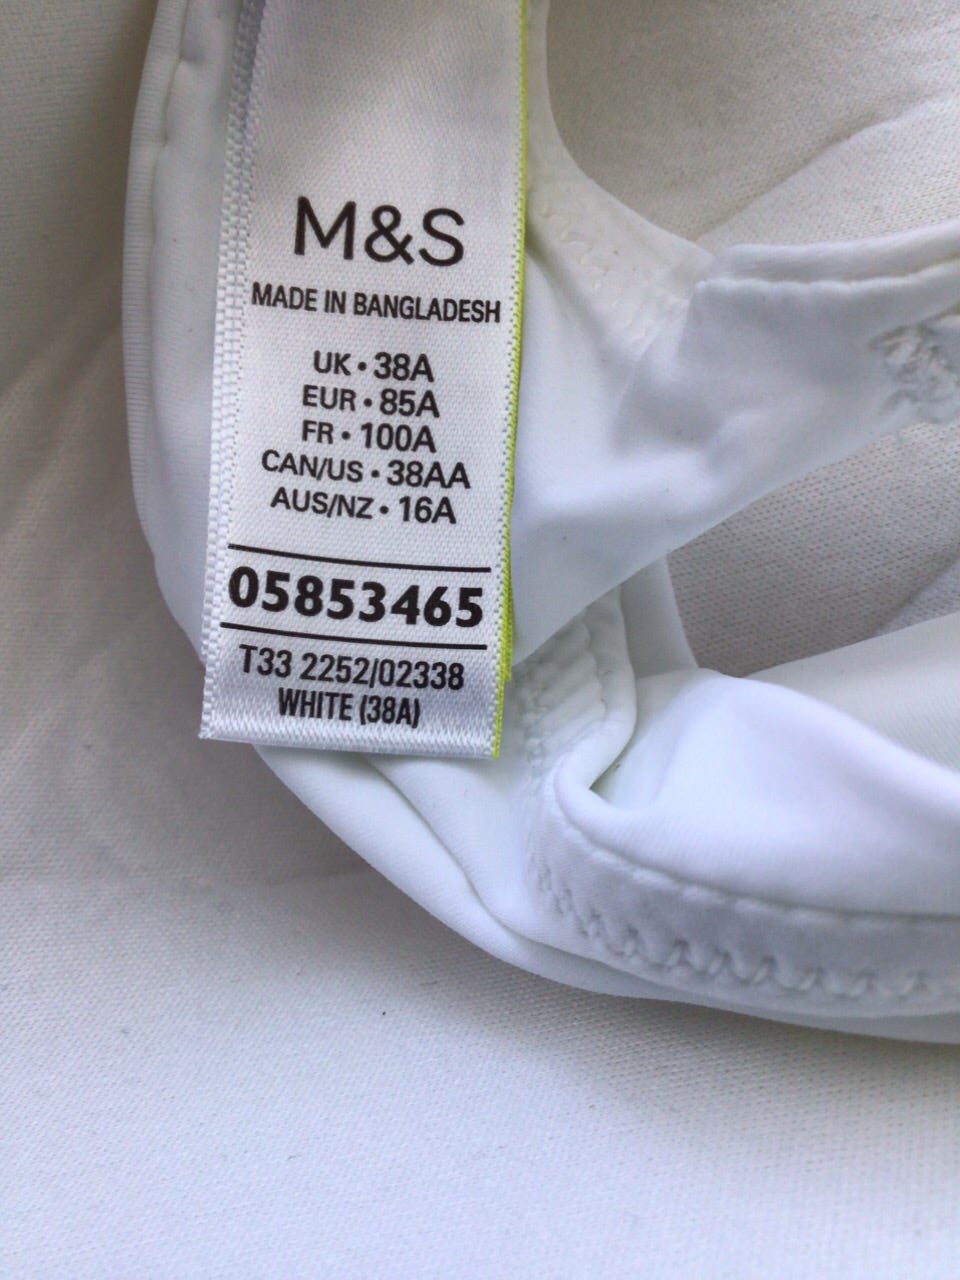 M&S
MADE IN BANGLADESH
UK • 38A
EUR • 85A
FR • 100A
CAN/US • 38AA
AUS/NZ • 16A
05853465
T33 2252/02338
WHITE (38A)